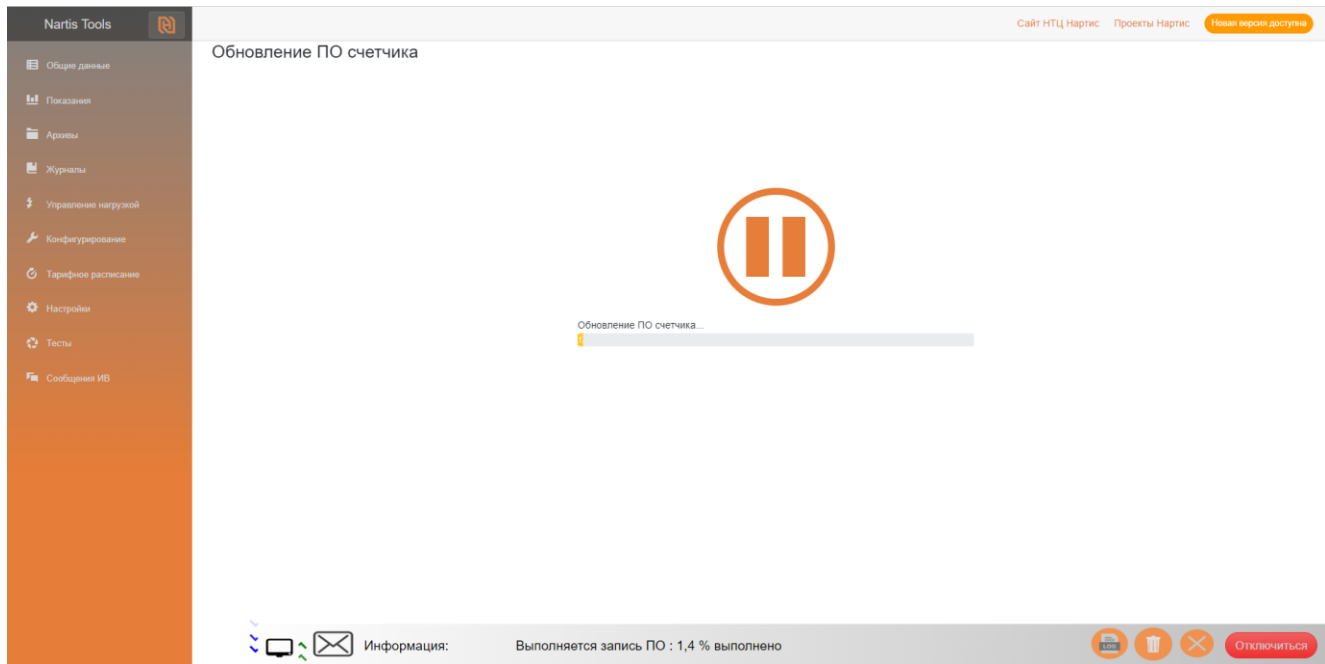 Nartis Tools
Сайт НТЦ Нартис
Проекты Нартис
Новая версия доступна
Обновление ПО счетчика
Общие данные
Показания
Архивы
Журналы
Управление нагрузкой
Конфигурирование
Тарифное расписание
Настройки
Тесты
Сообщения ИВ
Обновление ПО счетчика...
Информация:
Выполняется запись ПО : 1,4 % выполнено
LOG
Отключиться